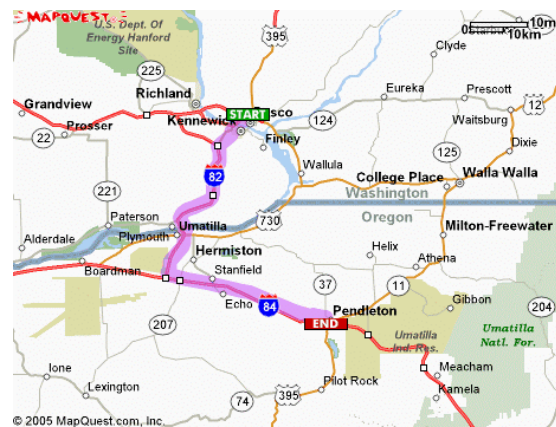 MAPQUEST
U.S. Dept. Of
Energy Hanford
Site
395
10m
10km
Clyde
225
Richland
Eureka
Prescott
Grandview
START
12
Kennewick
124
Waitsburg
22
Prosser
Finley
Dixie
125
82
Wallula
College Place
Walla Walla
221
Washington
Oregon
Paterson
Umatilla
730
Milton-Freewater
Alderdale
Plymouth
Hermiston
Helix
Boardman
Stanfield
Athena
37
11
Echo
84
Pendleton
Gibbon
204
207
END
Umatilla
Ind. Res.
Umatilla
Natl. For.
Ione
Meacham
Lexington
74
395
Pilot Rock
Kamela
© 2005 MapQuest.com, Inc.